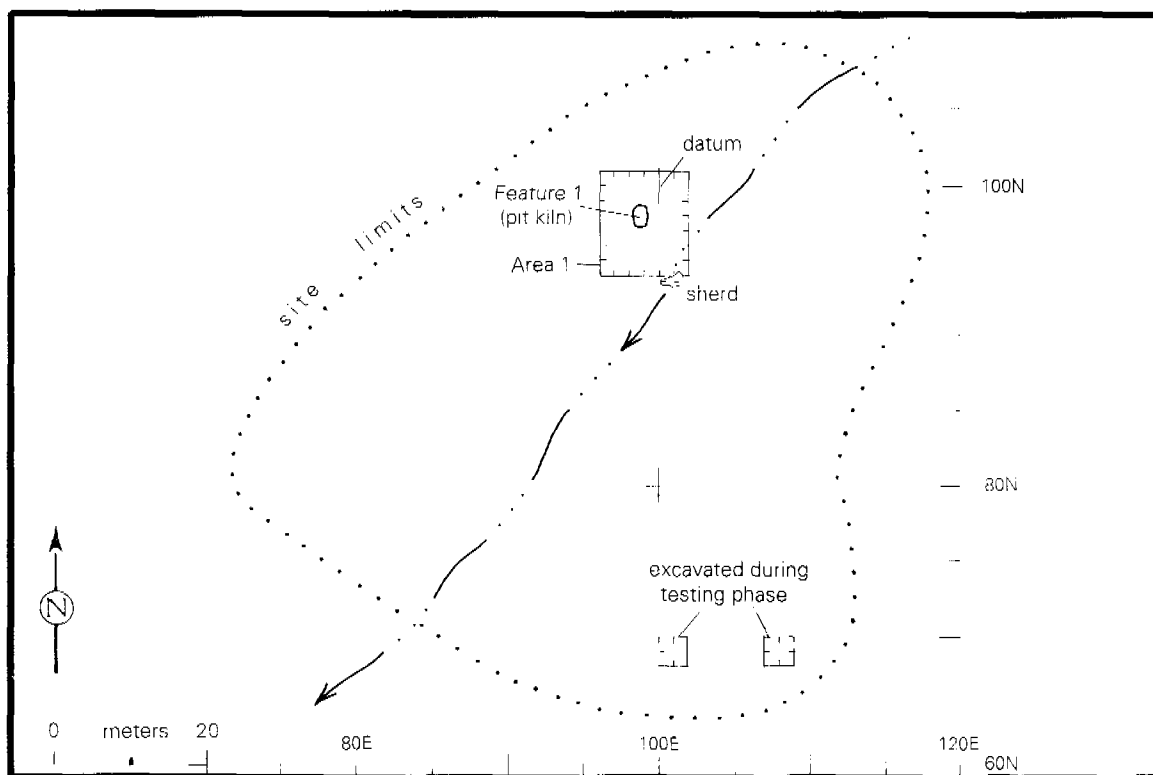 datum
100N
Feature 1
(pit kiln)
site limits
Area 1
sherd
80N
excavated during
testing phase
N
0 meters 20
80E
100E
120E
60N